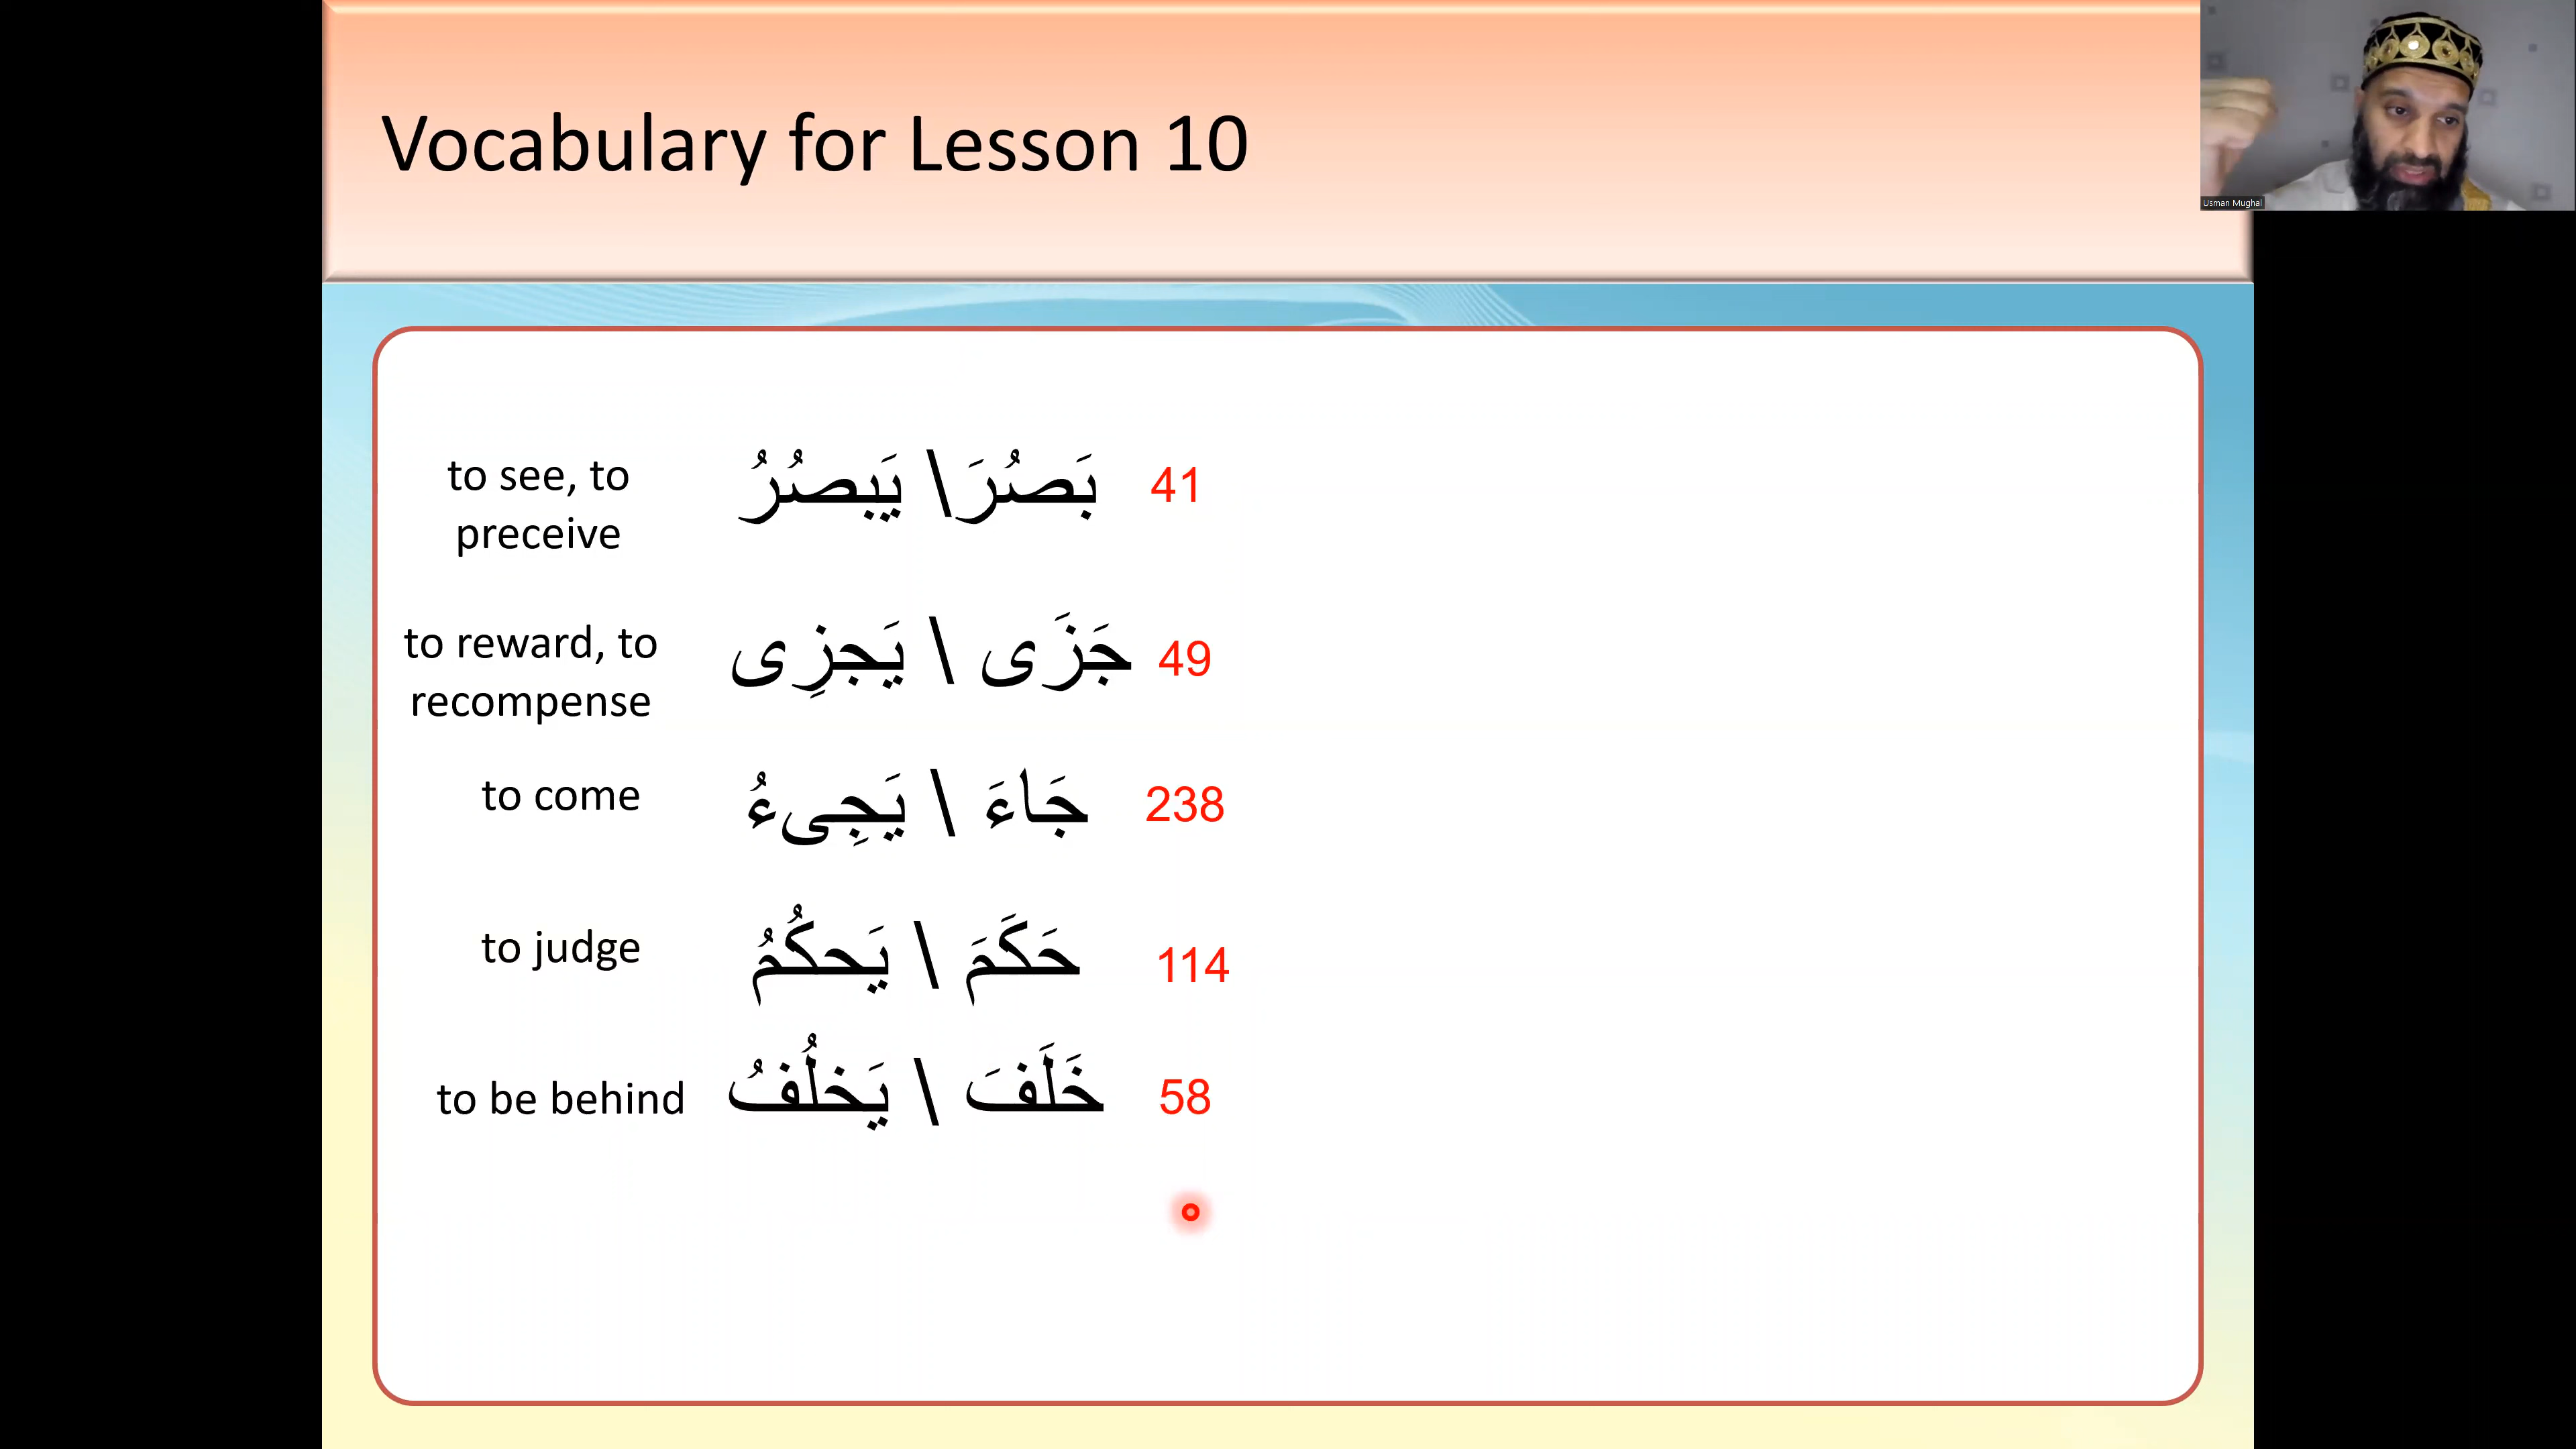 Vocabulary for Lesson 10
Usman Mughal
to see, to
preceive
بَصُرَ \ يَبصُرُ
41
to reward, to
recompense
جَزَى \ يَجزِى
49
to come
جَاءَ \ يَجِىءُ
238
to judge
حَكَمَ \ يَحكُمُ
114
to be behind
خَلَفَ \ يَخلُفُ
58